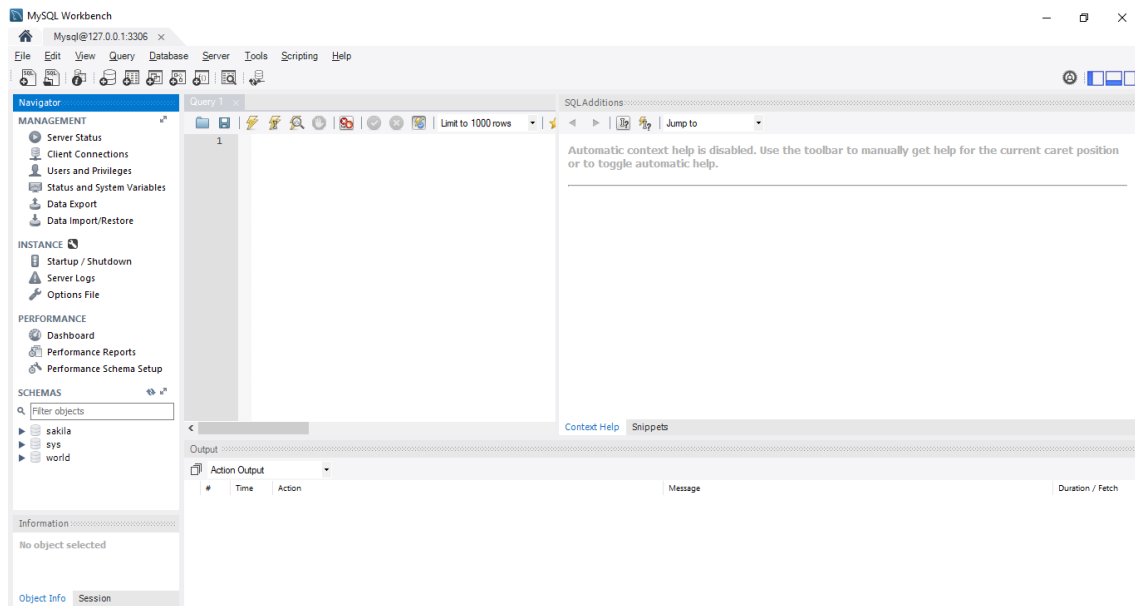 MySQL Workbench
Mysql@127.0.0.1:3306 ×
File Edit View Query Database Server Tools Scripting Help
Navigator
MANAGEMENT
Server Status
Client Connections
Users and Privileges
Status and System Variables
Data Export
Data Import/Restore
INSTANCE
Startup / Shutdown
Server Logs
Options File
PERFORMANCE
Dashboard
Performance Reports
Performance Schema Setup
SCHEMAS
Filter objects
sakila
sys
world
Information
No object selected
Object Info Session
Query 1 ×
Limit to 1000 rows
1
SQLAdditions
Jump to
Automatic context help is disabled. Use the toolbar to manually get help for the current caret position
or to toggle automatic help.
Context Help Snippets
Output
Action Output
# Time Action Message Duration / Fetch